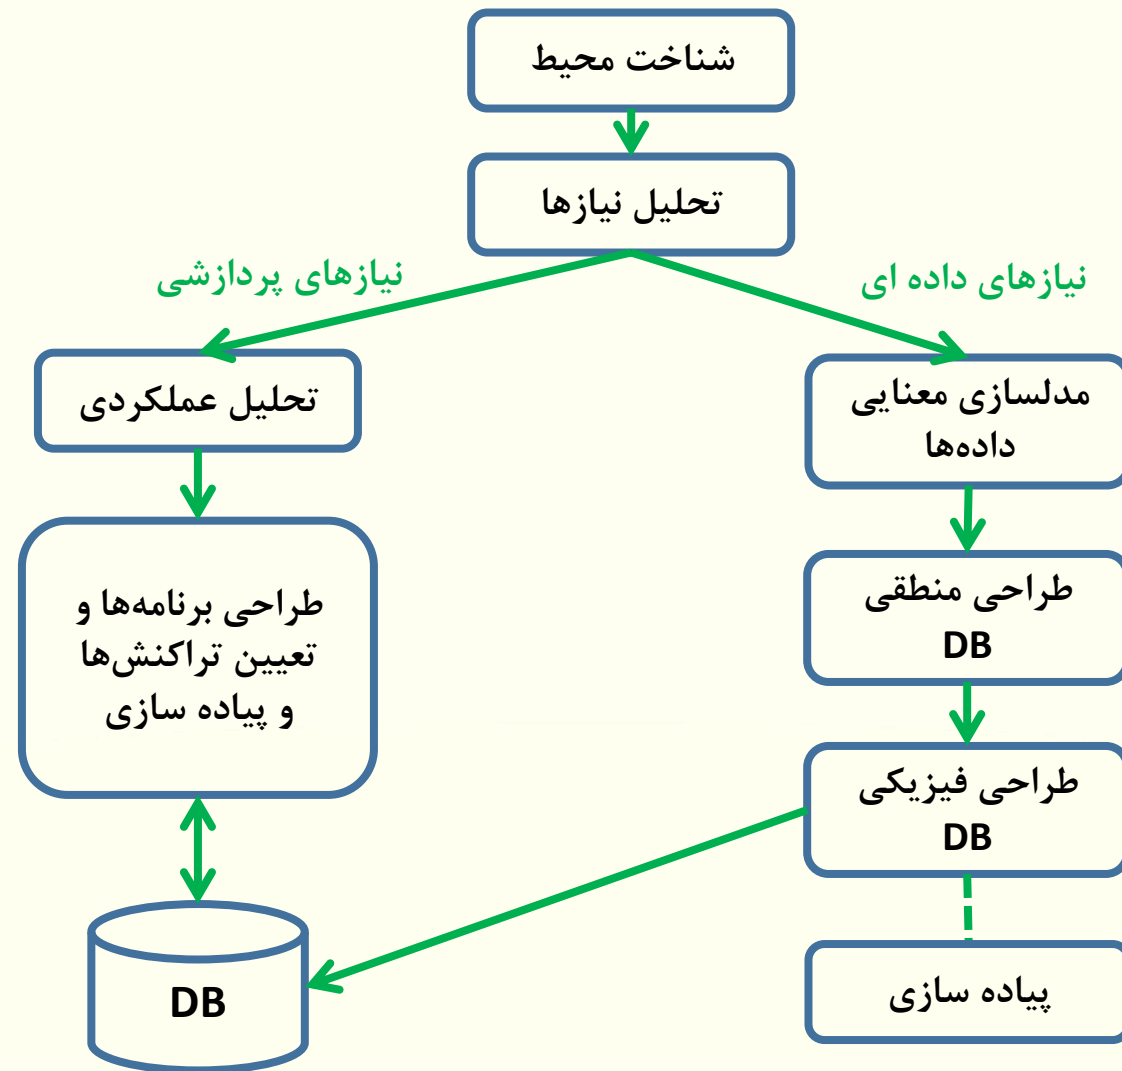 شناخت محیط
تحلیل نیازها
نیازهای پردازشی
نیازهای داده ای
تحلیل عملکردی
مدلسازی معنایی
داده‌ها
طراحی برنامه‌ها و
تعیین تراکنش‌ها
و پیاده سازی
طراحی منطقی
DB
طراحی فیزیکی
DB
DB
پیاده سازی